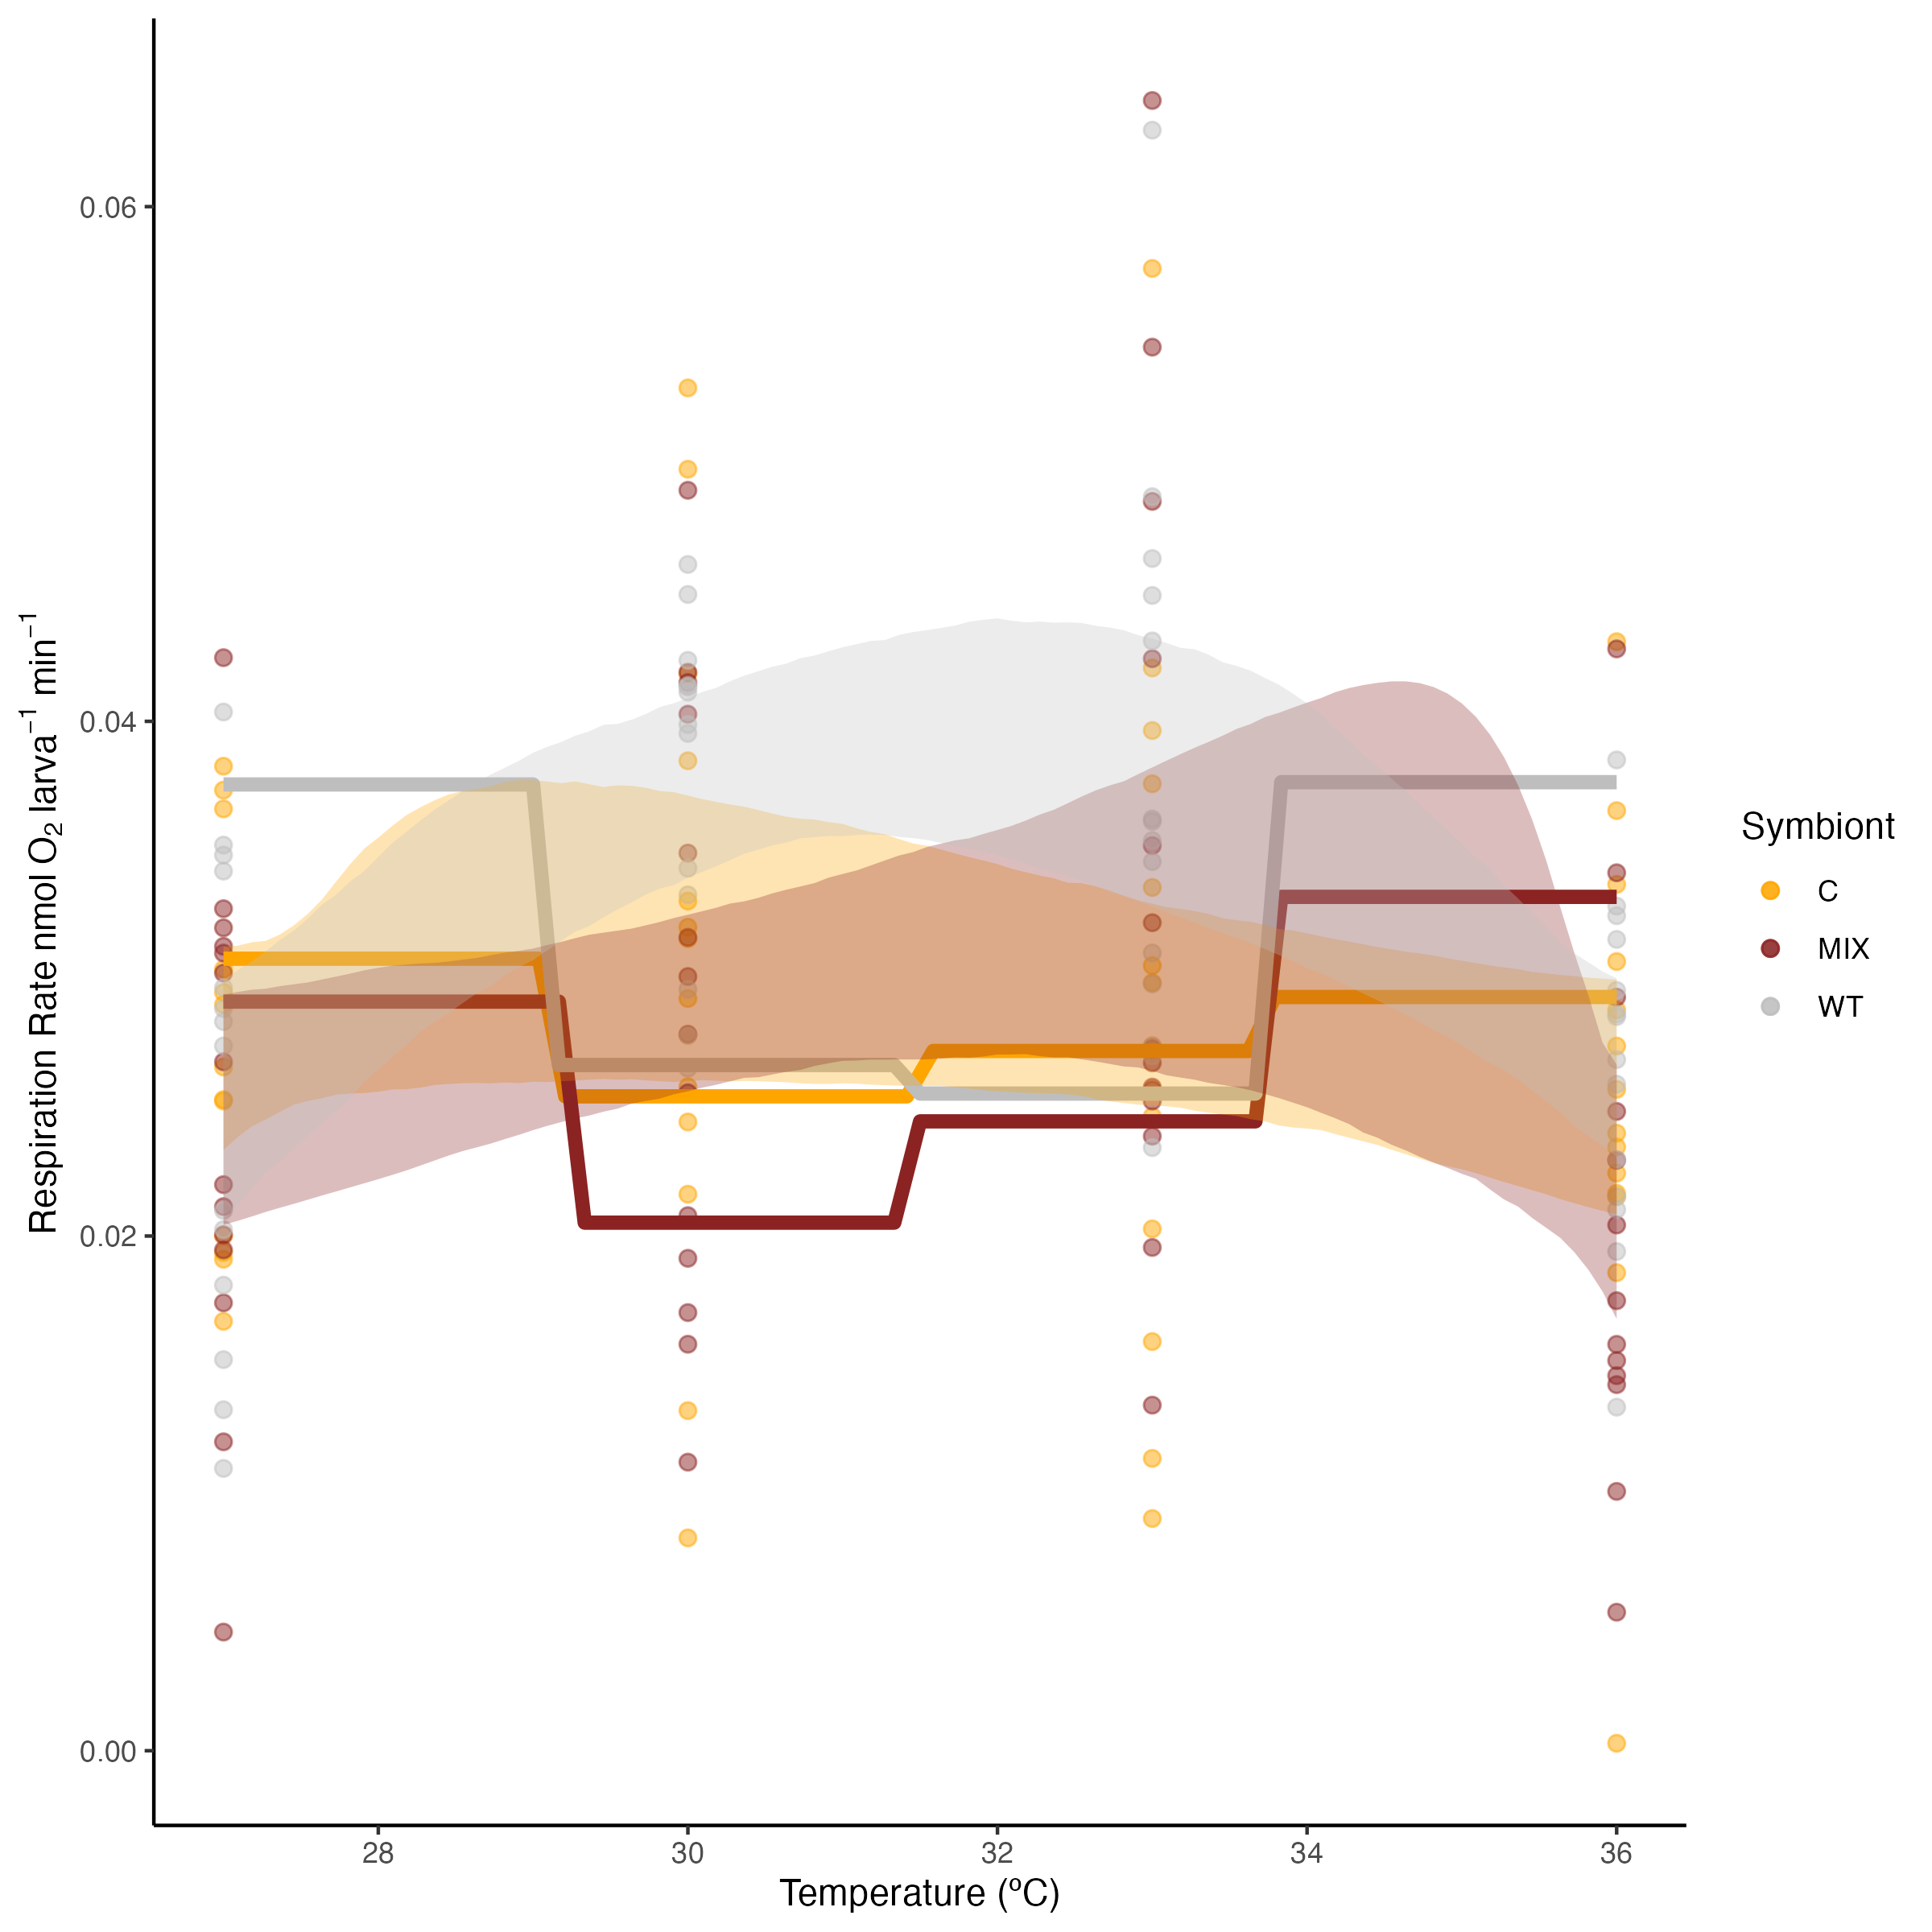 Respiration Rate nmol O₂ larva⁻¹ min⁻¹
0.06
0.04
0.02
0.00
28 30 32 34 36
Temperature (ºC)
Symbiont
C
MIX
WT